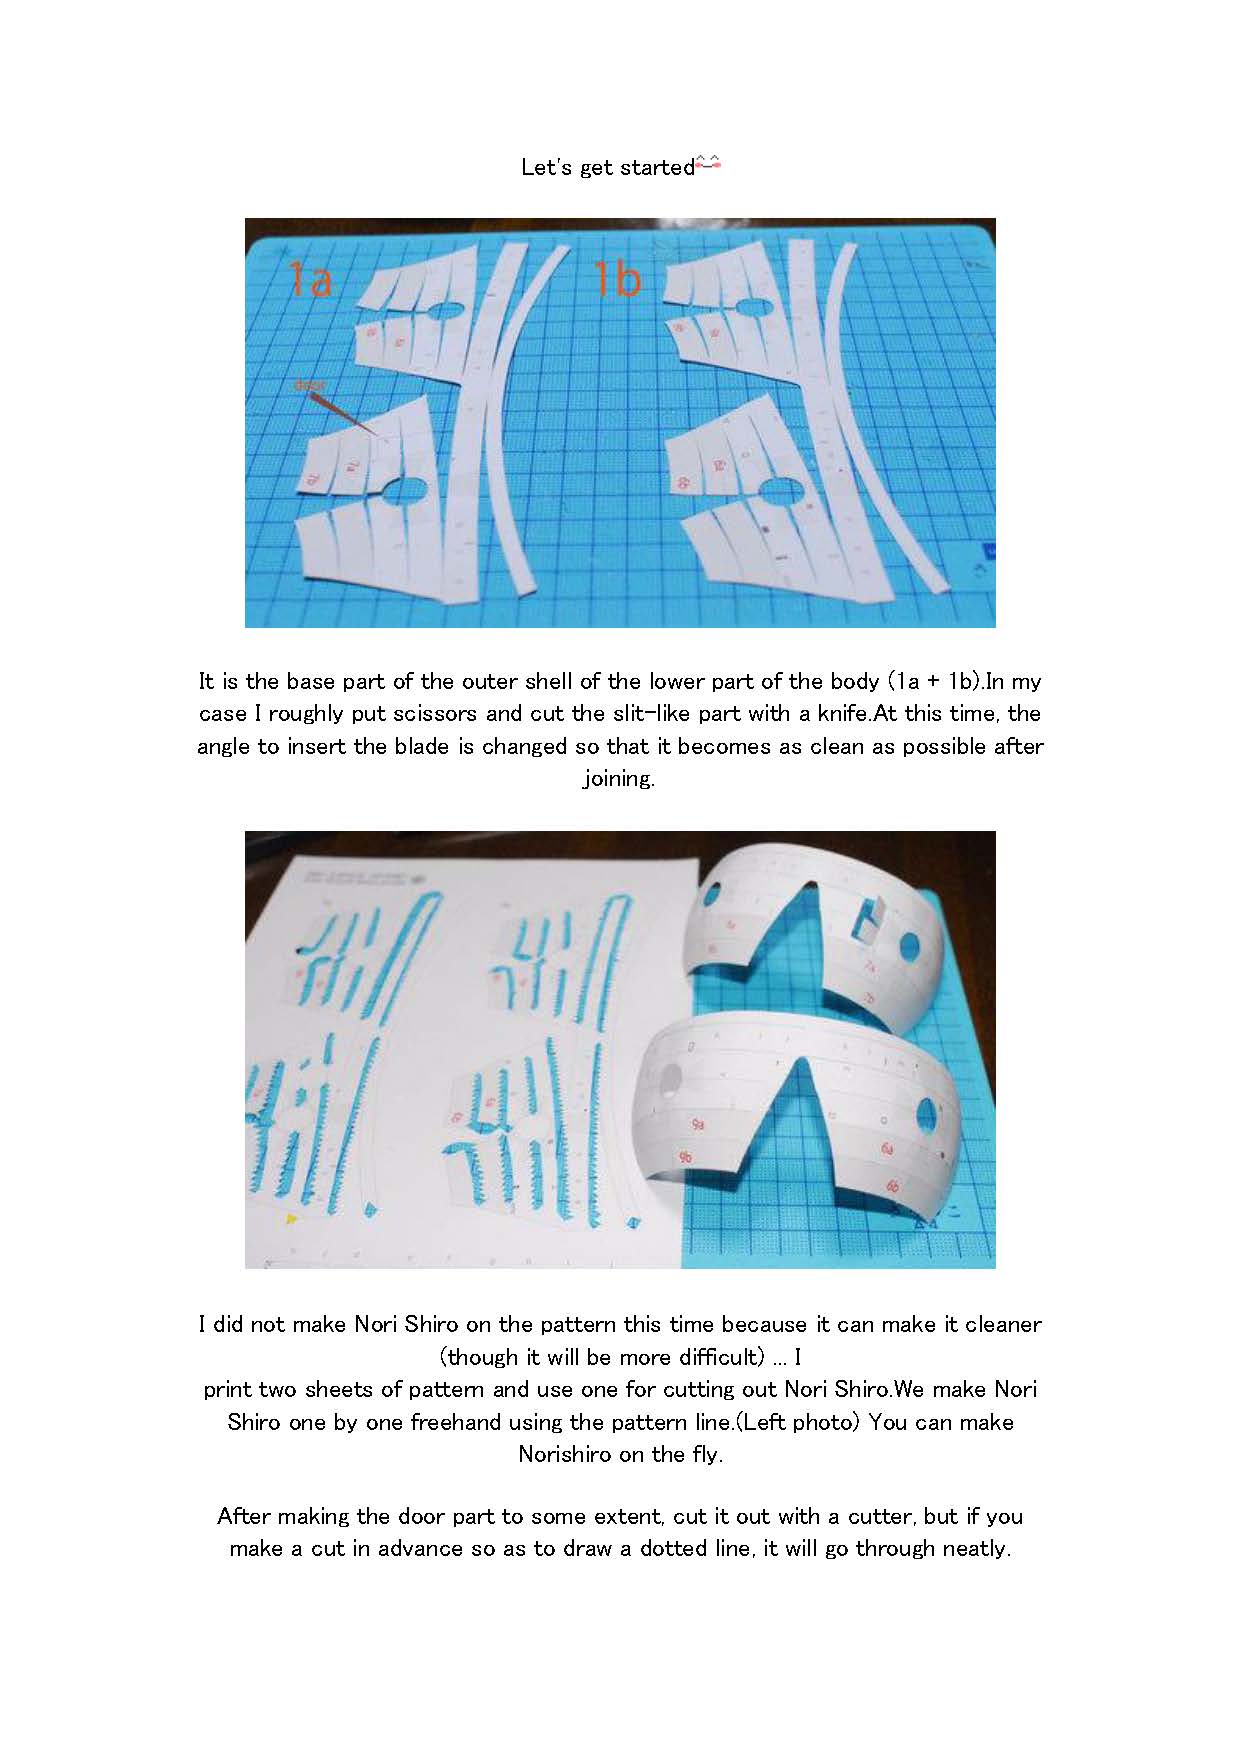 Let's get started
1a
1b
door
7b
7a
6a
6b
It is the base part of the outer shell of the lower part of the body (1a + 1b).In my
case I roughly put scissors and cut the slit-like part with a knife.At this time, the
angle to insert the blade is changed so that it becomes as clean as possible after
joining.
7a
7b
9a
9b
6a
6b
I did not make Nori Shiro on the pattern this time because it can make it cleaner
(though it will be more difficult) ... I
print two sheets of pattern and use one for cutting out Nori Shiro.We make Nori
Shiro one by one freehand using the pattern line.(Left photo) You can make
Norishiro on the fly.
After making the door part to some extent, cut it out with a cutter, but if you
make a cut in advance so as to draw a dotted line, it will go through neatly.